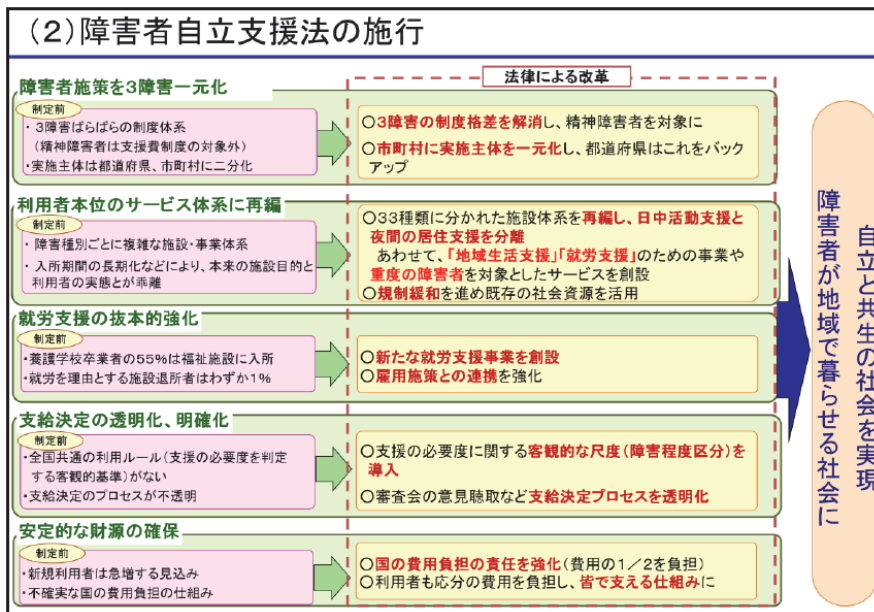 (2)障害者自立支援法の施行
法律による改革
障害者施策を3障害一元化
制定前
・ 3障害ばらばらの制度体系
(精神障害者は支援費制度の対象外)
・実施主体は都道府県、市町村に二分化
○3障害の制度格差を解消し、精神障害者を対象に
○市町村に実施主体を一元化し、都道府県はこれをバック
アップ
利用者本位のサービス体系に再編
制定前
・ 障害種別ごとに複雑な施設・事業体系
・ 入所期間の長期化などにより、本来の施設目的と
利用者の実態とが乖離
○33種類に分かれた施設体系を再編し、日中活動支援と
夜間の居住支援を分離
あわせて、「地域生活支援」「就労支援」のための事業や
重度の障害者を対象としたサービスを創設
○規制緩和を進め既存の社会資源を活用
就労支援の抜本的強化
制定前
・養護学校卒業者の55%は福祉施設に入所
・就労を理由とする施設退所者はわずか1%
○新たな就労支援事業を創設
○雇用施策との連携を強化
支給決定の透明化、明確化
制定前
・全国共通の利用ルール(支援の必要度を判定
する客観的基準)がない
・支給決定のプロセスが不透明
○支援の必要度に関する客観的な尺度(障害程度区分)を
導入
○審査会の意見聴取など支給決定プロセスを透明化
安定的な財源の確保
制定前
・新規利用者は急増する見込み
・不確実な国の費用負担の仕組み
○国の費用負担の責任を強化(費用の1/2を負担)
○利用者も応分の費用を負担し、皆で支える仕組みに
障害者が地域で暮らせる社会に
自立と共生の社会を実現